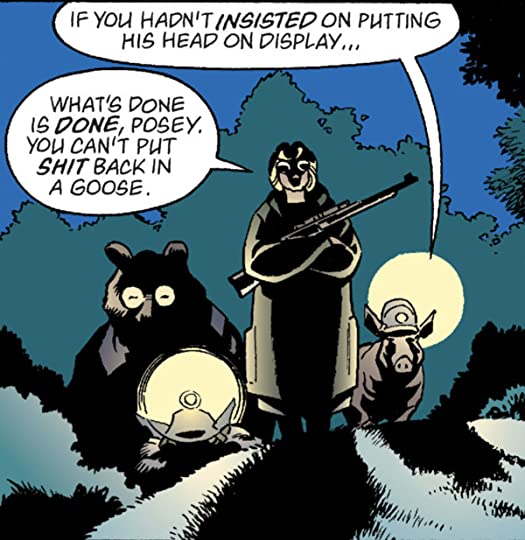 IF YOU HADN'T INSISTED ON PUTTING
HIS HEAD ON DISPLAY...
WHAT'S DONE
IS DONE, POSEY.
YOU CAN'T PUT
SHIT BACK IN
A GOOSE.